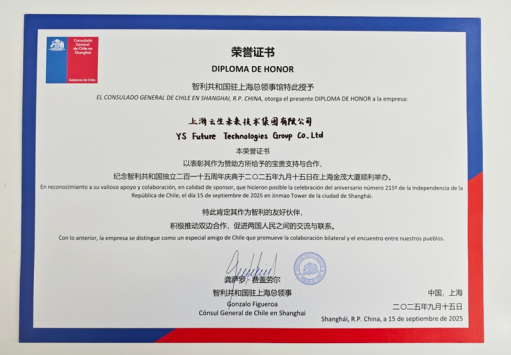 Consulado
General
de Chile en
Shanghái
Gobierno de Chile
荣誉证书
DIPLOMA DE HONOR
智利共和国驻上海总领事馆特此授予
EL CONSULADO GENERAL DE CHILE EN SHANGHAI, R.P. CHINA, otorga el presente DIPLOMA DE HONOR a la empresa:
上海云生未来技术集团有限公司
YS Future Technologies Group Co., Ltd
本荣誉证书
以表彰其作为赞助方所给予的宝贵支持与合作，
纪念智利共和国独立二百一十五周年庆典于二〇二五年九月十五日在上海金茂大厦顺利举办。
En reconocimiento a su valioso apoyo y colaboración, en calidad de sponsor, que hicieron posible la celebración del aniversario número 215º de la Independencia de la
República de Chile, el día 15 de septiembre de 2025 en Jinmao Tower de la ciudad de Shanghái.
特此肯定其作为智利的友好伙伴，
积极推动双边合作，促进两国人民之间的交流与联系。
Con lo anterior, la empresa se distingue como un especial amigo de Chile que promueve la colaboración bilateral y el encuentro entre nuestros pueblos.
龚萨罗·费盖劳尔
智利共和国驻上海总领事
Gonzalo Figueroa
Cónsul General de Chile en Shanghai
中国，上海
二〇二五年九月十五日
Shanghái, R.P. China, a 15 de septiembre de 2025